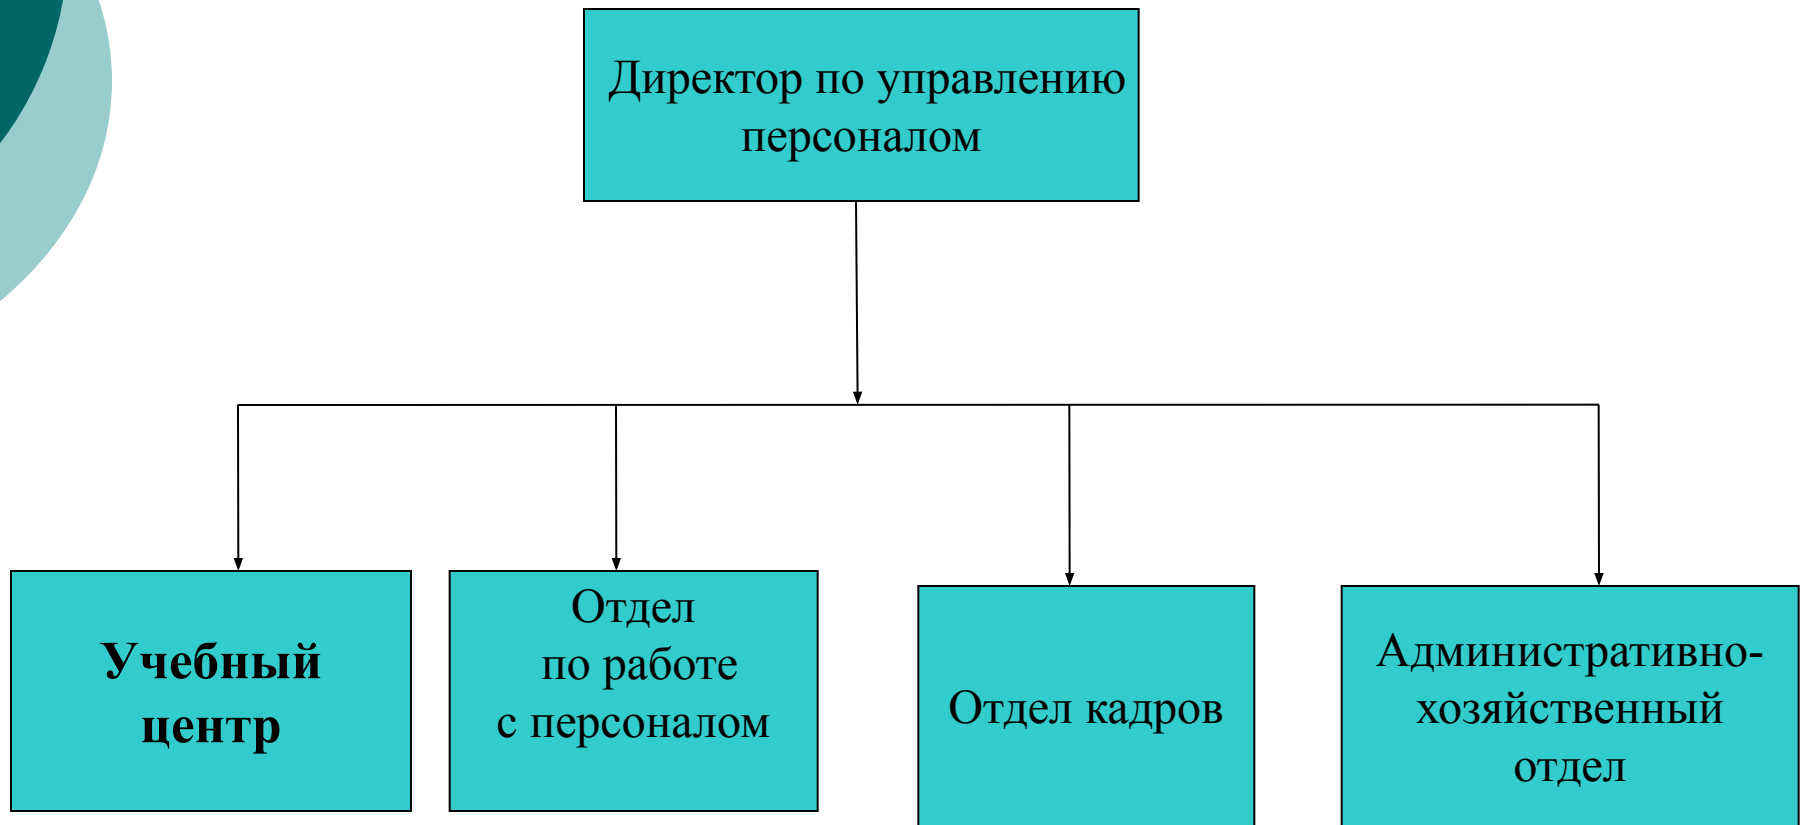 Директор по управлению
персоналом
Учебный
центр
Отдел
по работе
с персоналом
Отдел кадров
Административно-
хозяйственный
отдел